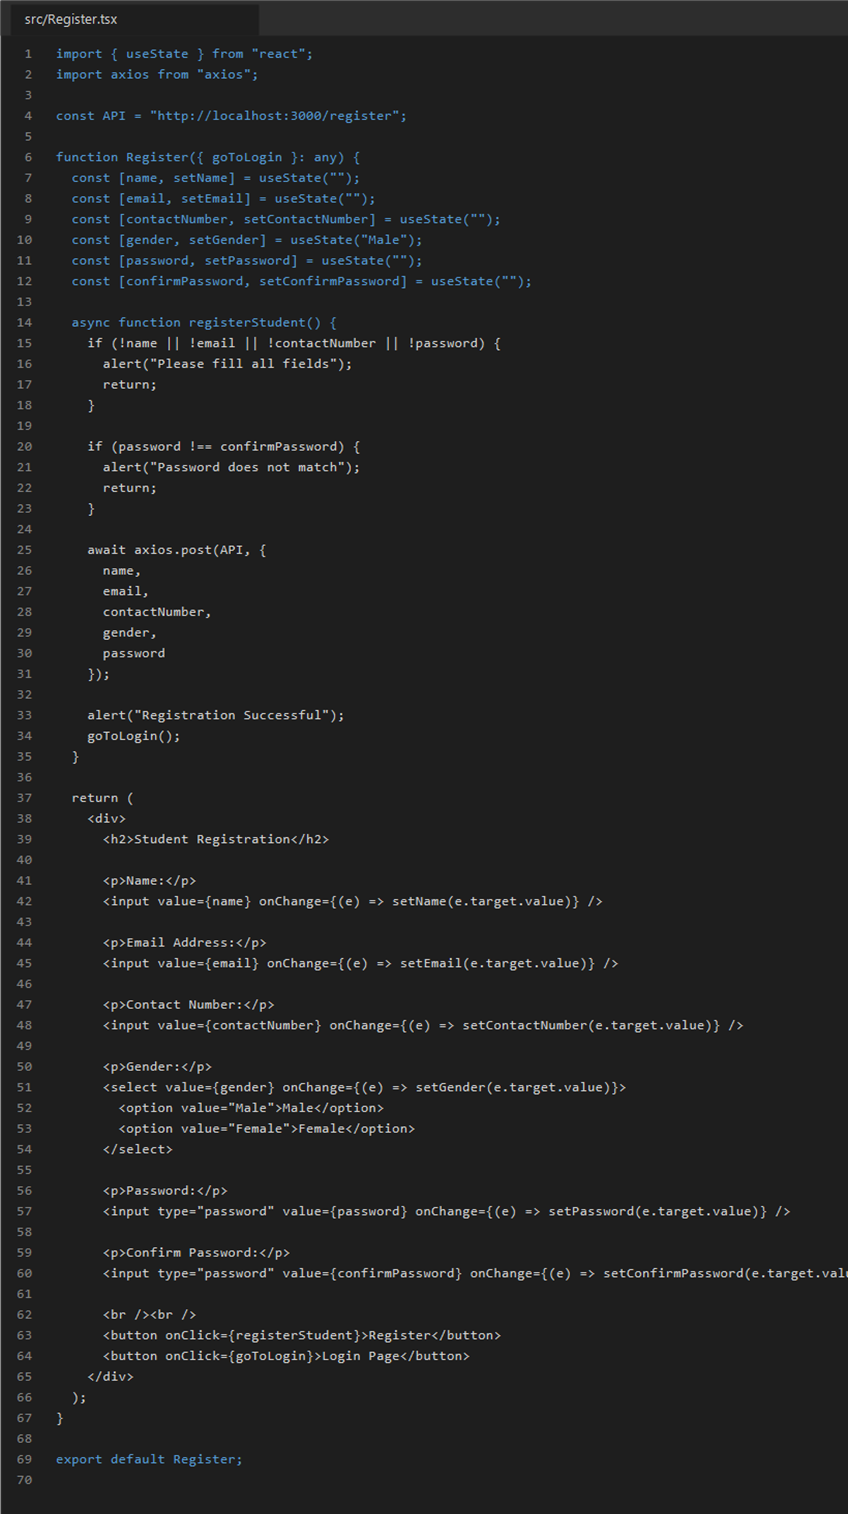 src/Register.tsx
1 import { useState } from "react";
2 import axios from "axios";
3
4 const API = "http://localhost:3000/register";
5
6 function Register({ goToLogin }: any) {
7   const [name, setName] = useState("");
8   const [email, setEmail] = useState("");
9   const [contactNumber, setContactNumber] = useState("");
10   const [gender, setGender] = useState("Male");
11   const [password, setPassword] = useState("");
12   const [confirmPassword, setConfirmPassword] = useState("");
13
14   async function registerStudent() {
15     if (!name || !email || !contactNumber || !password) {
16       alert("Please fill all fields");
17       return;
18     }
19
20     if (password !== confirmPassword) {
21       alert("Password does not match");
22       return;
23     }
24
25     await axios.post(API, {
26       name,
27       email,
28       contactNumber,
29       gender,
30       password
31     });
32
33     alert("Registration Successful");
34     goToLogin();
35   }
36
37   return (
38     <div>
39       <h2>Student Registration</h2>
40
41       <p>Name:</p>
42       <input value={name} onChange={(e) => setName(e.target.value)} />
43
44       <p>Email Address:</p>
45       <input value={email} onChange={(e) => setEmail(e.target.value)} />
46
47       <p>Contact Number:</p>
48       <input value={contactNumber} onChange={(e) => setContactNumber(e.target.value)} />
49
50       <p>Gender:</p>
51       <select value={gender} onChange={(e) => setGender(e.target.value)}>
52         <option value="Male">Male</option>
53         <option value="Female">Female</option>
54       </select>
55
56       <p>Password:</p>
57       <input type="password" value={password} onChange={(e) => setPassword(e.target.value)} />
58
59       <p>Confirm Password:</p>
60       <input type="password" value={confirmPassword} onChange={(e) => setConfirmPassword(e.target.val
61
62       <br /><br />
63       <button onClick={registerStudent}>Register</button>
64       <button onClick={goToLogin}>Login Page</button>
65     </div>
66   );
67 }
68
69 export default Register;
70